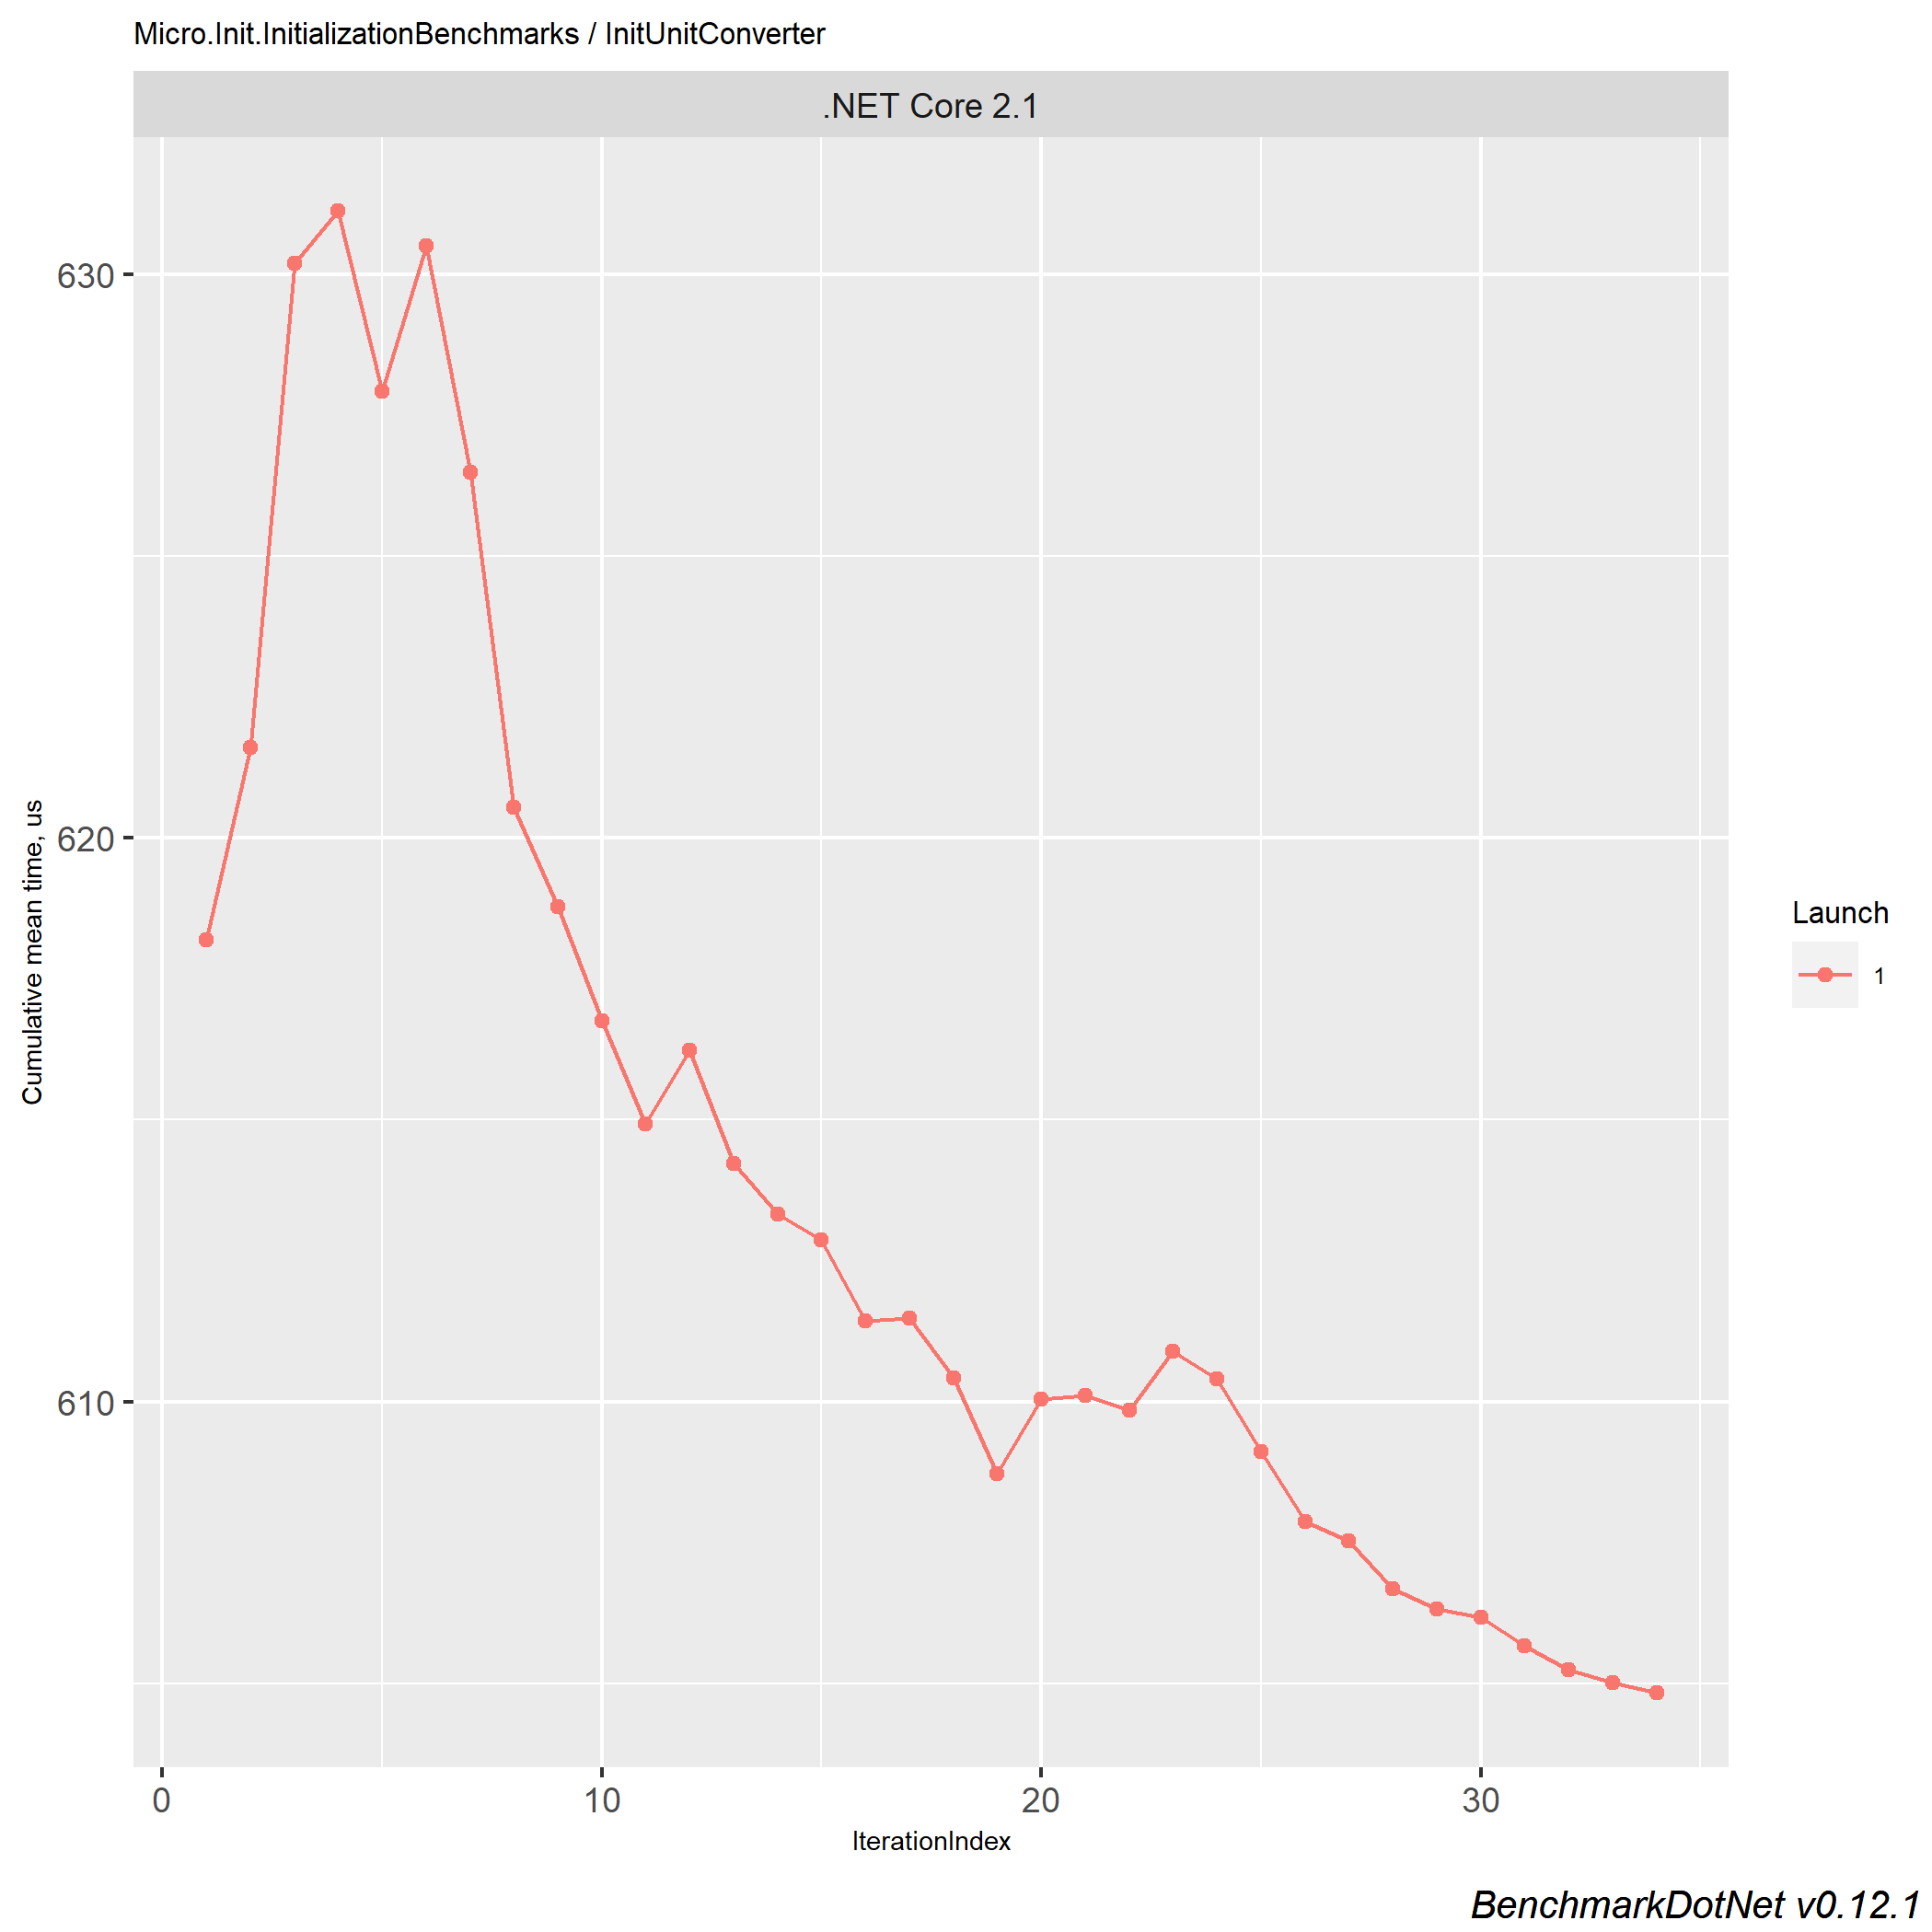 Micro.Init.InitializationBenchmarks / InitUnitConverter
.NET Core 2.1
630
620
610
Cumulative mean time, us
0
10
20
30
IterationIndex
Launch
1
BenchmarkDotNet v0.12.1